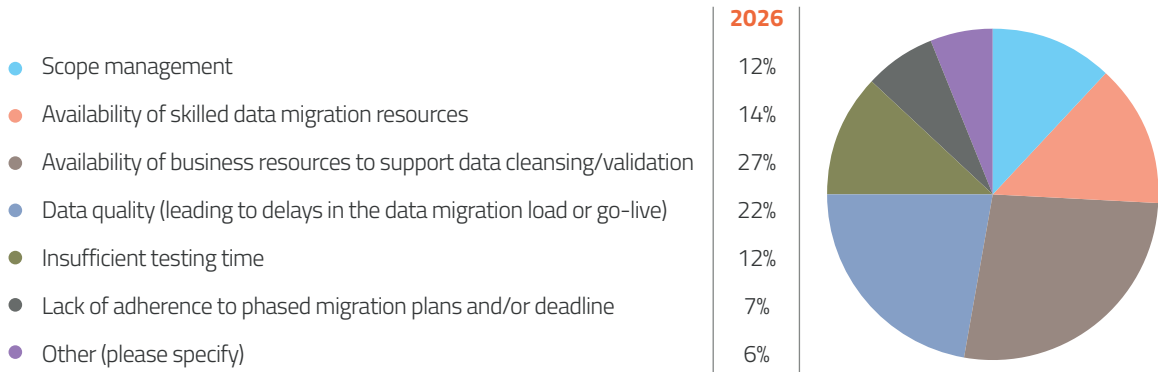 2026
Scope management 12%
Availability of skilled data migration resources 14%
Availability of business resources to support data cleansing/validation 27%
Data quality (leading to delays in the data migration load or go-live) 22%
Insufficient testing time 12%
Lack of adherence to phased migration plans and/or deadline 7%
Other (please specify) 6%